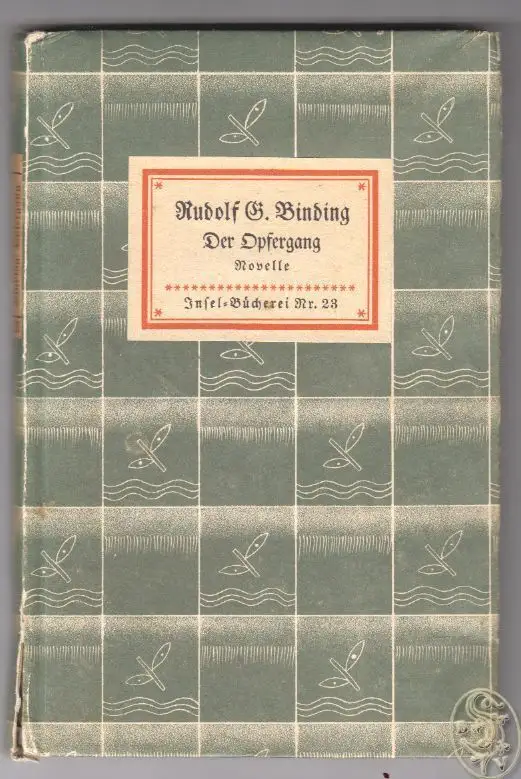 Rudolf G. Binding
Der Opfergang
Novelle
Insel-Bücherei Nr. 23